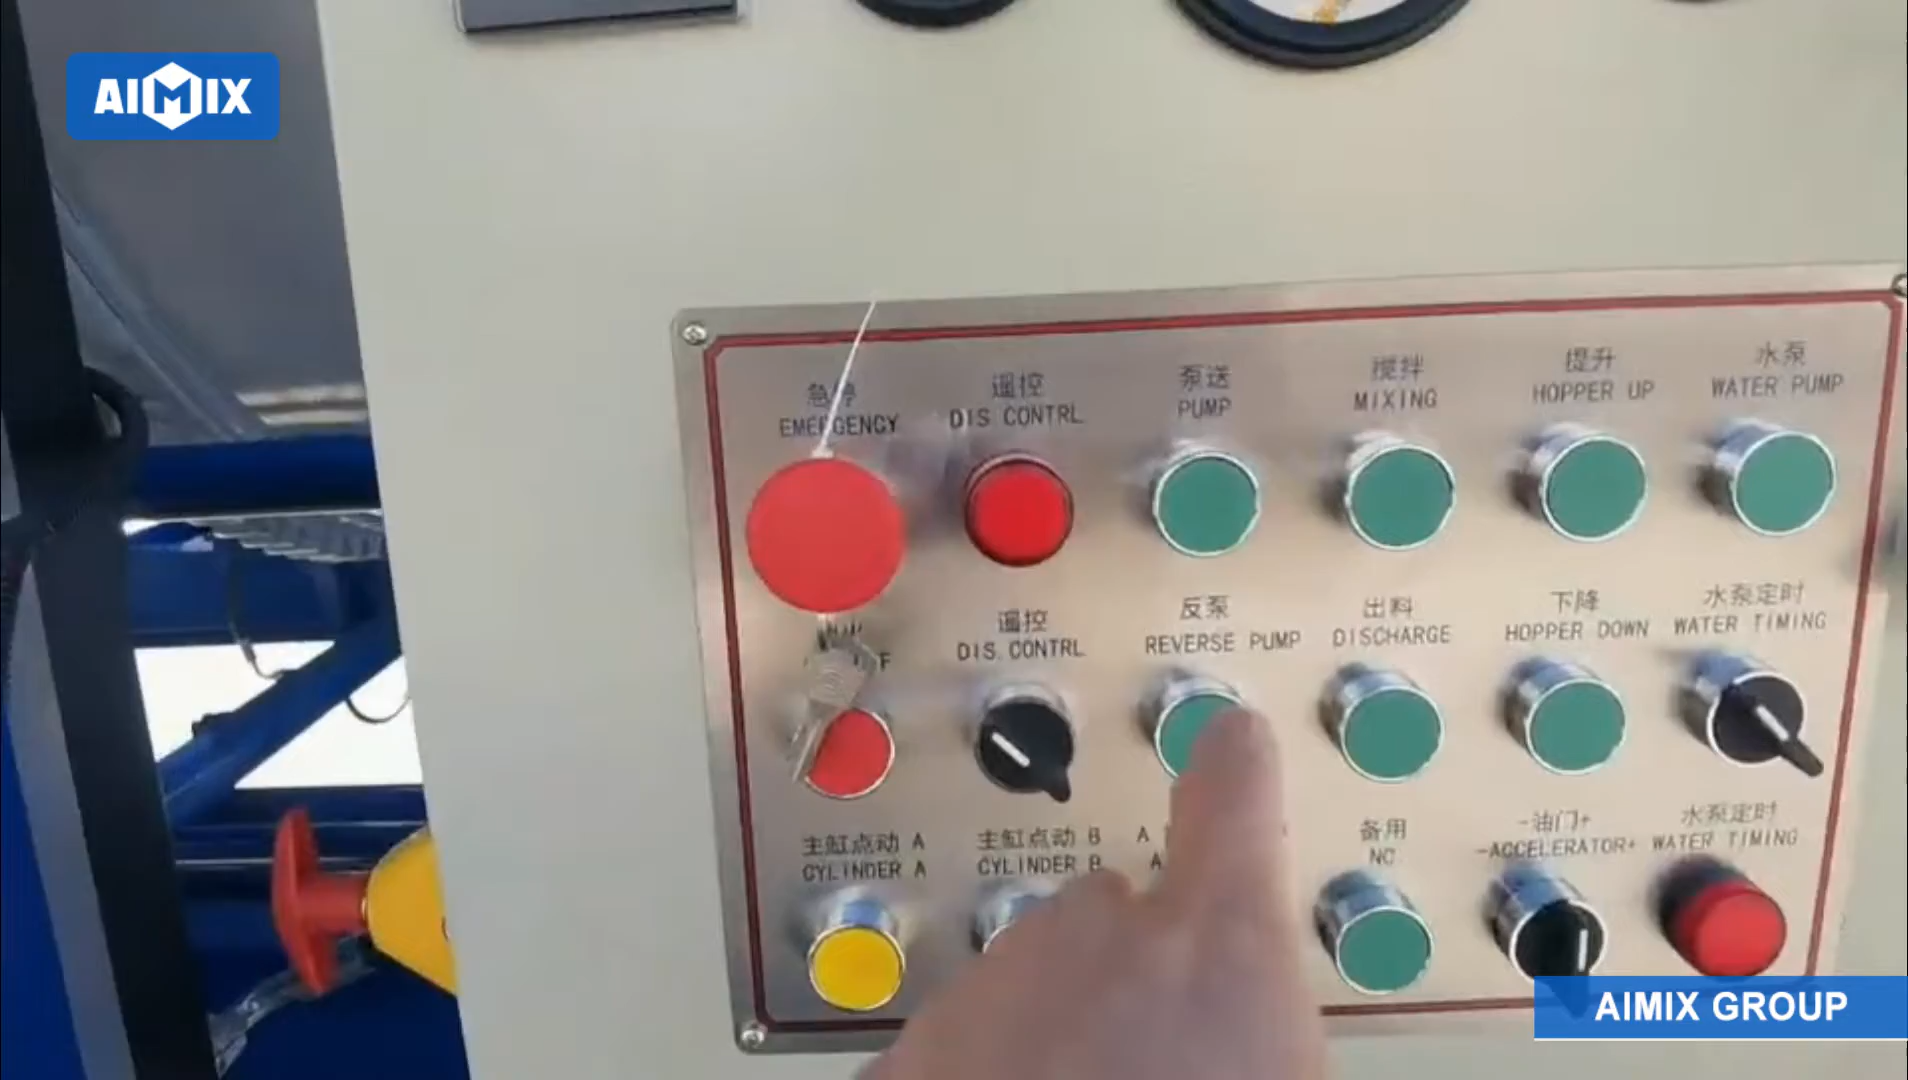 AIMIX
急停
EMERGENCY
遥控
DIS CONTRL
泵送
PUMP
搅拌
MIXING
提升
HOPPER UP
水泵
WATER PUMP
遥控
DIS.CONTRL
反泵
REVERSE PUMP
出料
DISCHARGE
下降
HOPPER DOWN
水泵定时
WATER TIMING
主缸点动 A
CYLINDER A
主缸点动 B
CYLINDER B
A
A
备用
NC
-油门+
-ACCELERATOR+
水泵定时
WATER TIMING
AIMIX GROUP